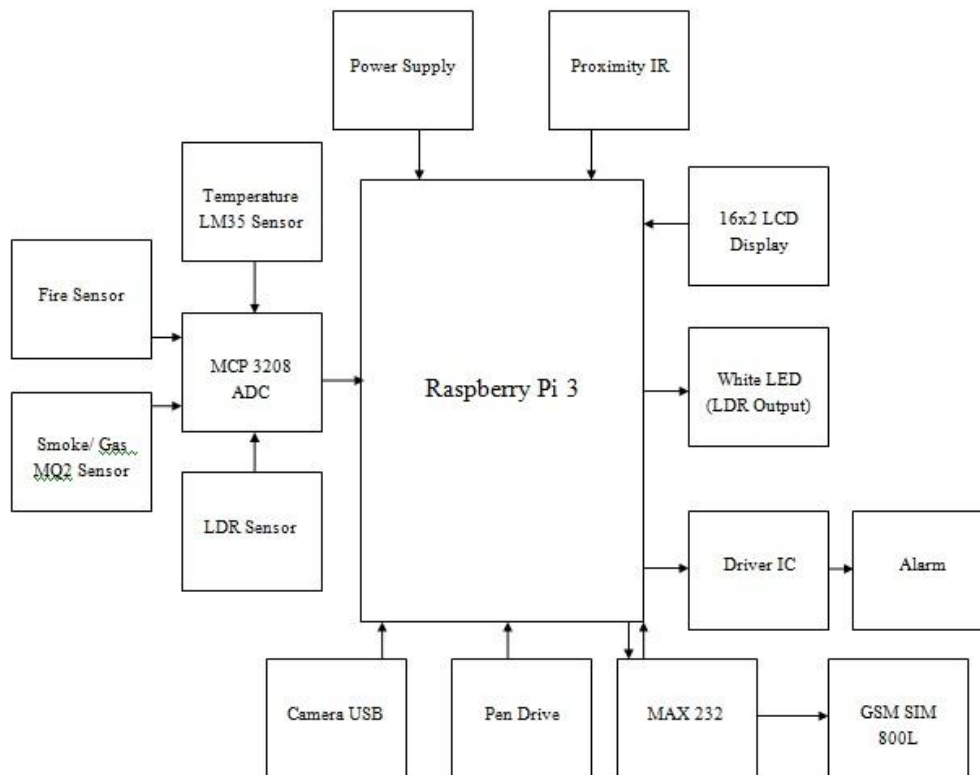 Power Supply
Proximity IR
Temperature
LM35 Sensor
16x2 LCD
Display
Fire Sensor
MCP 3208
ADC
Raspberry Pi 3
White LED
(LDR Output)
Smoke/ Gas
MQ2 Sensor
LDR Sensor
Driver IC
Alarm
Camera USB
Pen Drive
MAX 232
GSM SIM
800L